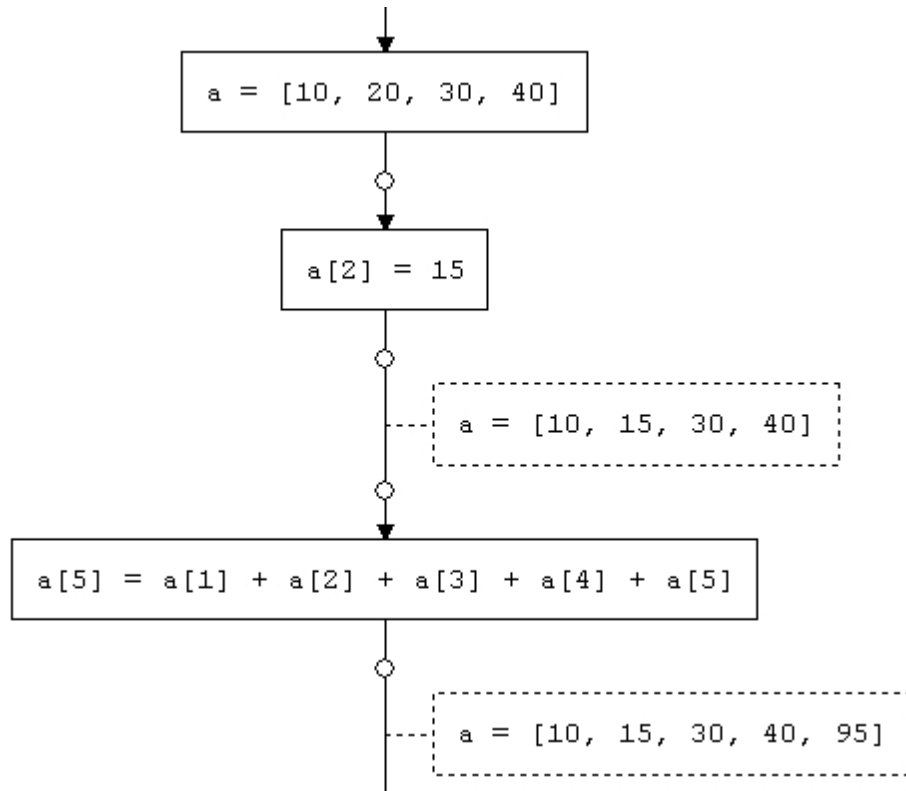 a = [10, 20, 30, 40]
a[2] = 15
a = [10, 15, 30, 40]
a[5] = a[1] + a[2] + a[3] + a[4] + a[5]
a = [10, 15, 30, 40, 95]